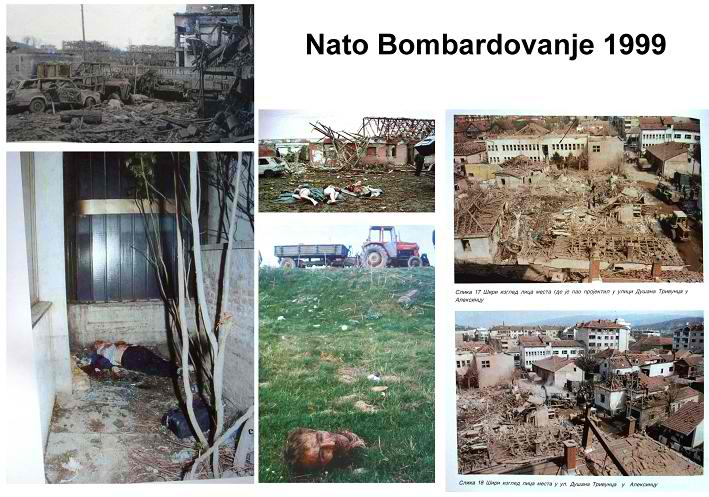 Nato Bombardovanje 1999
Слика 17 Шири изглед лица места где је пао пројектил у улици Душана Тривунца у
Алексинцу
Слика 18 Шири изглед лица места у ул. Душана Тривунца у Алексинцу